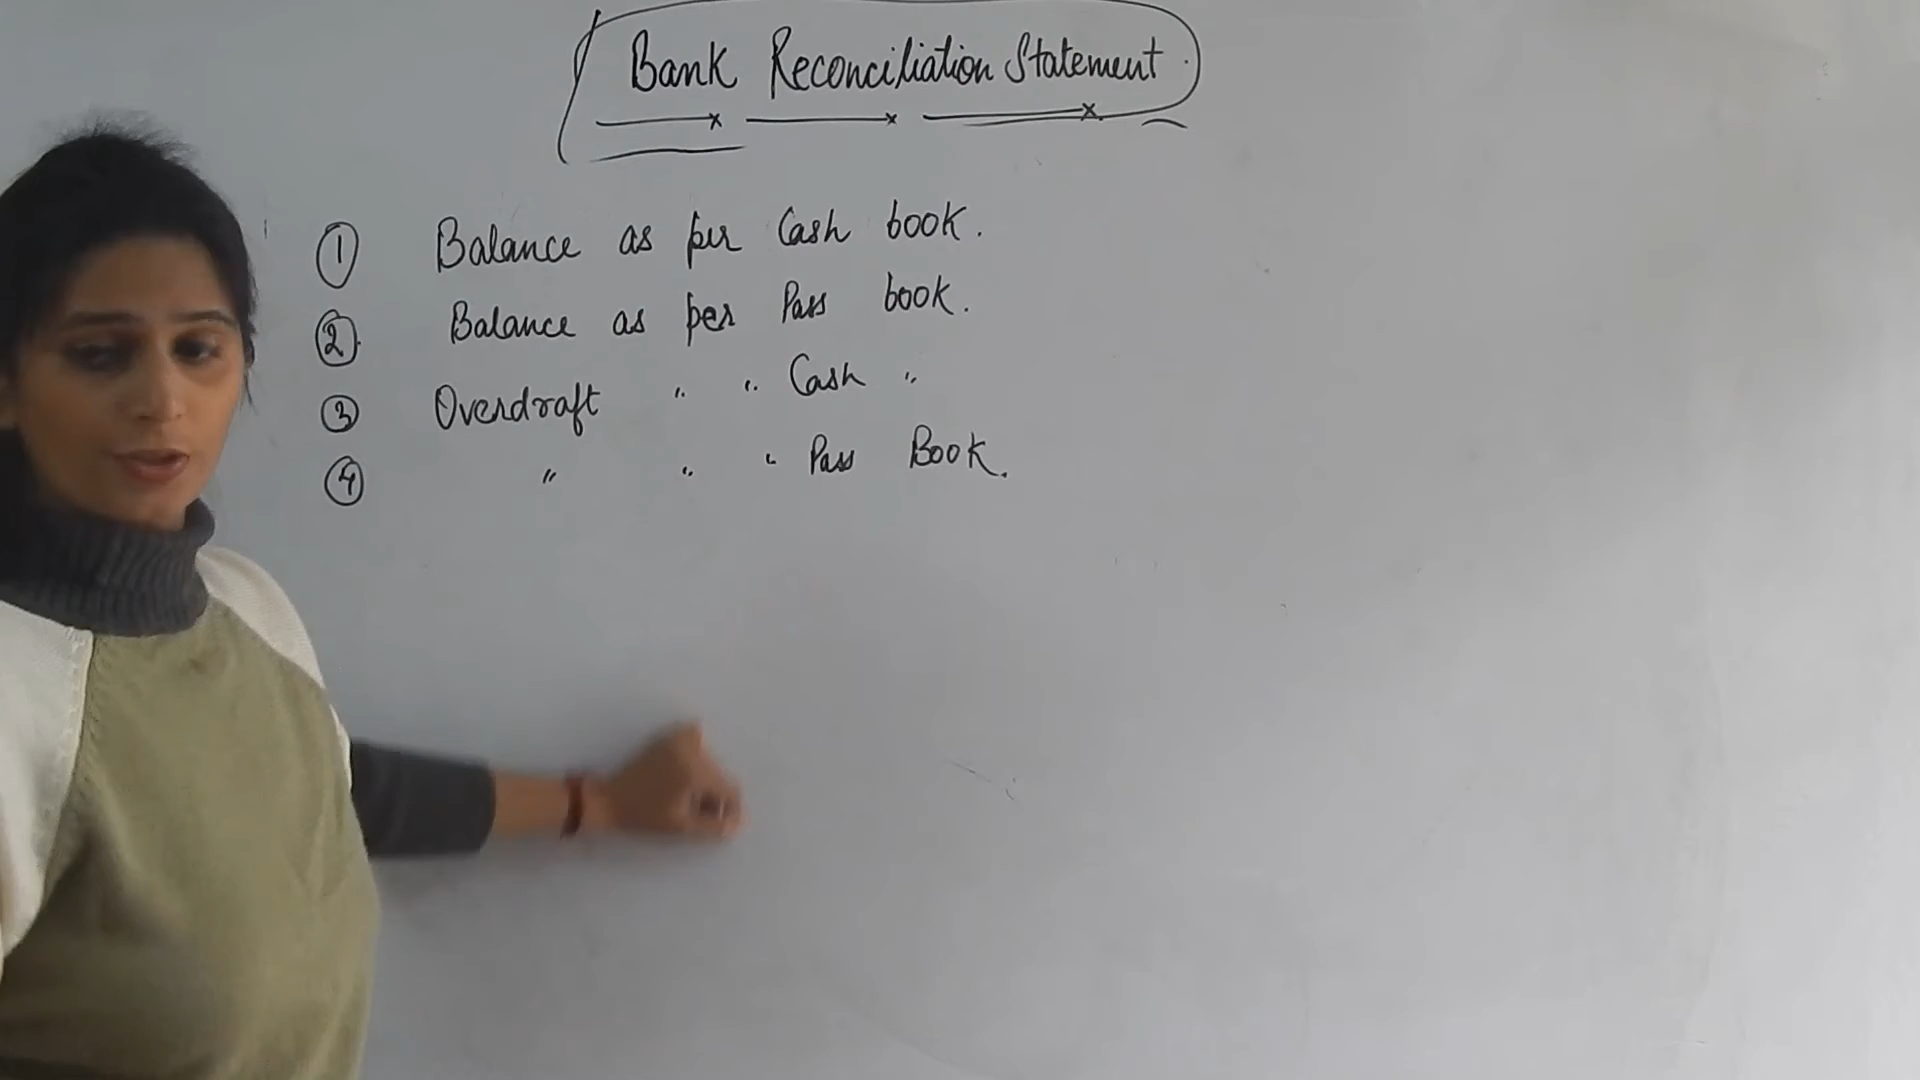 Bank Reconciliation Statement.
① Balance as per Cash book.
② Balance as per Pass book.
③ Overdraft " " Cash "
④ " " " Pass Book.